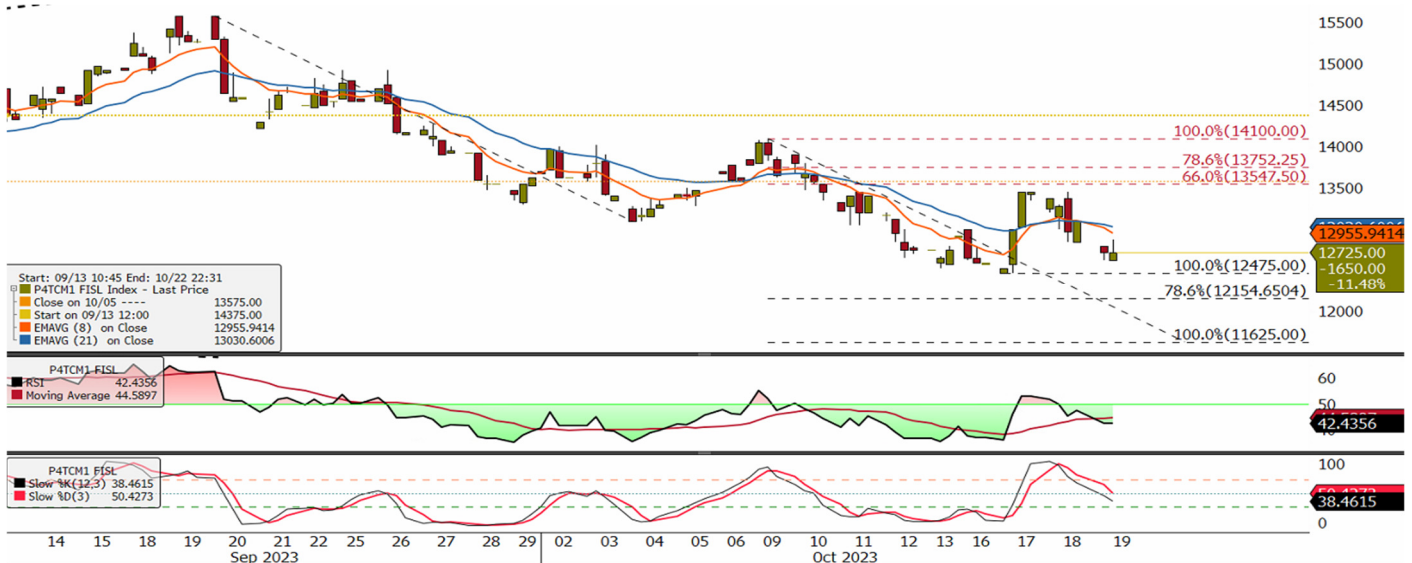 15500
15000
14500
14000
13500
12000
100.0%(14100.00)
78.6%(13752.25)
66.0%(13547.50)
12955.9414
12725.00
-1650.00
-11.48%
100.0%(12475.00)
78.6%(12154.6504)
100.0%(11625.00)
Start: 09/13 10:45 End: 10/22 22:31
P4TCM1 FISL Index - Last Price
Close on 10/05 ---- 13575.00
Start on 09/13 12:00 14375.00
EMAVG (8) on Close 12955.9414
EMAVG (21) on Close 13030.6006
P4TCM1 FISL
RSI 42.4356
Moving Average 44.5897
60
50
42.4356
P4TCM1 FISL
Slow %K(12,3) 38.4615
Slow %D(3) 50.4273
100
38.4615
0
14 15 18 19 20 21 22 25 26 27 28 29 02 03 04 05 06 09 10 11 12 13 16 17 18 19
Sep 2023 Oct 2023